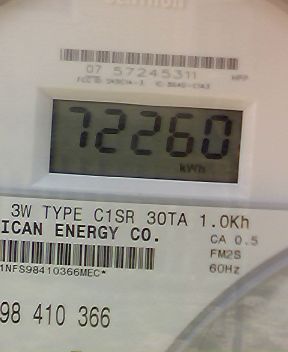 07 57245311
72260
kWh
3W TYPE C1SR 30TA 1.0Kh
ICAN ENERGY CO.
CA 0.5
FM2S
1NFS98410366MEC*
60Hz
98 410 366